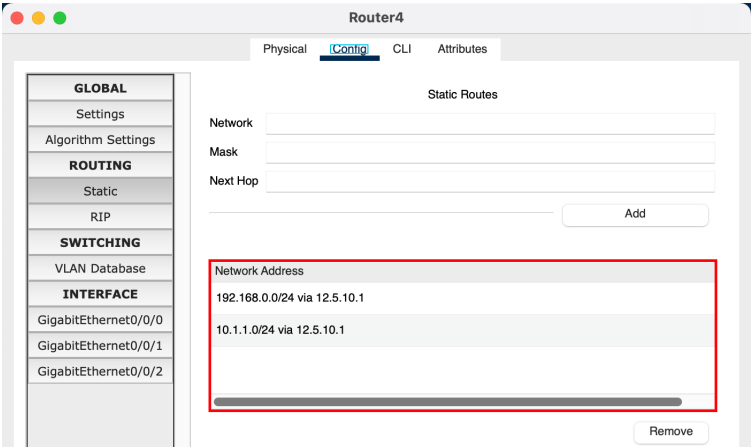 Router4
Physical Config CLI Attributes
GLOBAL
Settings
Algorithm Settings
ROUTING
Static
RIP
SWITCHING
VLAN Database
INTERFACE
GigabitEthernet0/0/0
GigabitEthernet0/0/1
GigabitEthernet0/0/2
Static Routes
Network
Mask
Next Hop
Add
Network Address
192.168.0.0/24 via 12.5.10.1
10.1.1.0/24 via 12.5.10.1
Remove